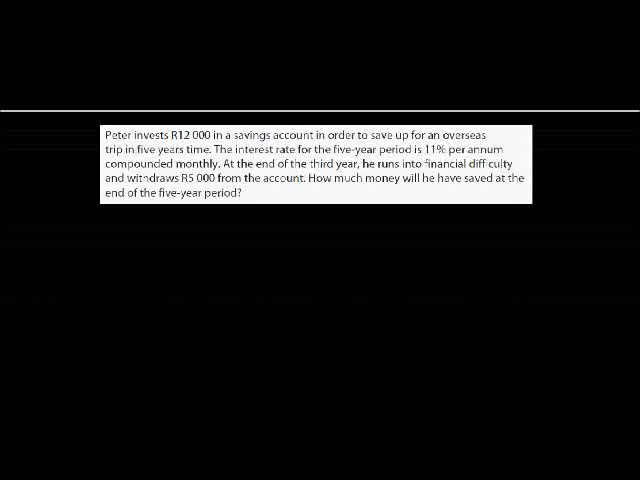 Peter invests R12 000 in a savings account in order to save up for an overseas
trip in five years time. The interest rate for the five-year period is 11% per annum
compounded monthly. At the end of the third year, he runs into financial difficulty
and withdraws R5 000 from the account. How much money will he have saved at the
end of the five-year period?